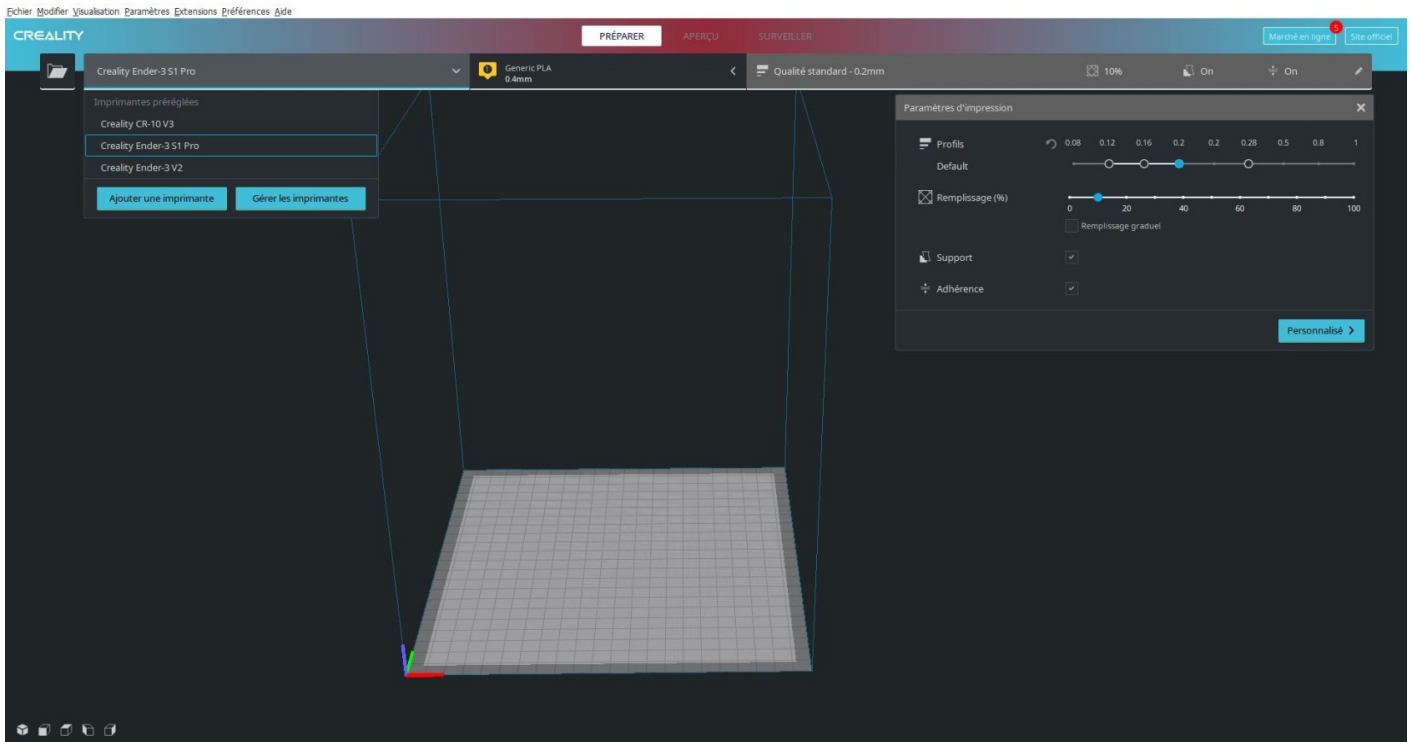 Fichier Modifier Visualisation Paramètres Extensions Préférences Aide
CREALITY
PRÉPARER
APERÇU
SURVEILLER
Marché en ligne
5
Site officiel
Creality Ender-3 S1 Pro
1
Generic PLA
0.4mm
Qualité standard - 0.2mm
10%
On
On
Imprimantes préréglées
Creality CR-10 V3
Creality Ender-3 S1 Pro
Creality Ender-3 V2
Ajouter une imprimante
Gérer les imprimantes
Paramètres d'impression
Profils
0.08 0.12 0.16 0.2 0.2 0.28 0.5 0.8 1
Default
Remplissage (%)
0 20 40 60 80 100
Remplissage graduel
Support
Adhérence
Personnalisé